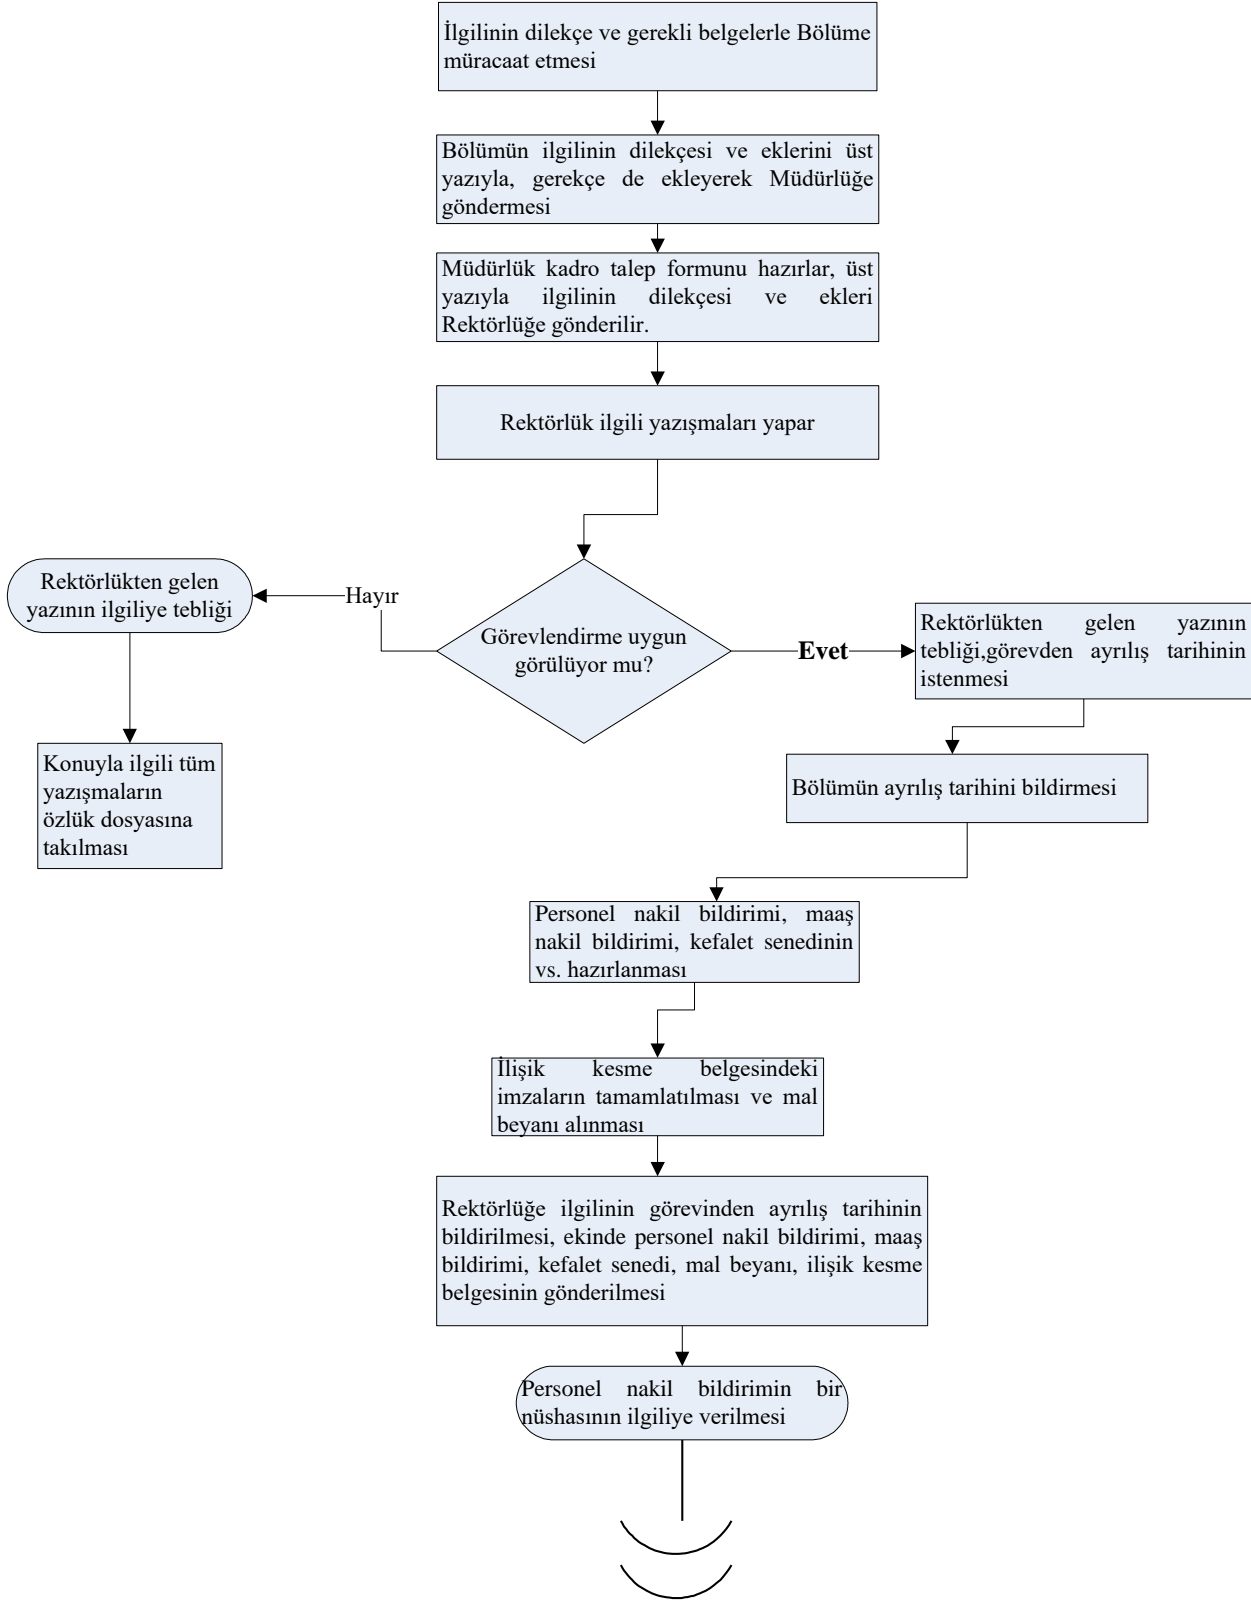 İlgilinin dilekçe ve gerekli belgelerle Bölüme
müracaat etmesi
Bölümün ilgilinin dilekçesi ve eklerini üst
yazıyla, gerekçe de ekleyerek Müdürlüğe
göndermesi
Müdürlük kadro talep formunu hazırlar, üst
yazıyla ilgilinin dilekçesi ve ekleri
Rektörlüğe gönderilir.
Rektörlük ilgili yazışmaları yapar
Görevlendirme uygun
görülüyor mu?
Hayır
Rektörlükten gelen
yazının ilgiliye tebliği
Konuyla ilgili tüm
yazışmaların
özlük dosyasına
takılması
Evet
Rektörlükten gelen yazının
tebliği,görevden ayrılış tarihinin
istenmesi
Bölümün ayrılış tarihini bildirmesi
Personel nakil bildirimi, maaş
nakil bildirimi, kefalet senedinin
vs. hazırlanması
İlişik kesme belgesindeki
imzaların tamamlatılması ve mal
beyanı alınması
Rektörlüğe ilgilinin görevinden ayrılış tarihinin
bildirilmesi, ekinde personel nakil bildirimi, maaş
bildirimi, kefalet senedi, mal beyanı, ilişik kesme
belgesinin gönderilmesi
Personel nakil bildirimin bir
nüshasının ilgiliye verilmesi